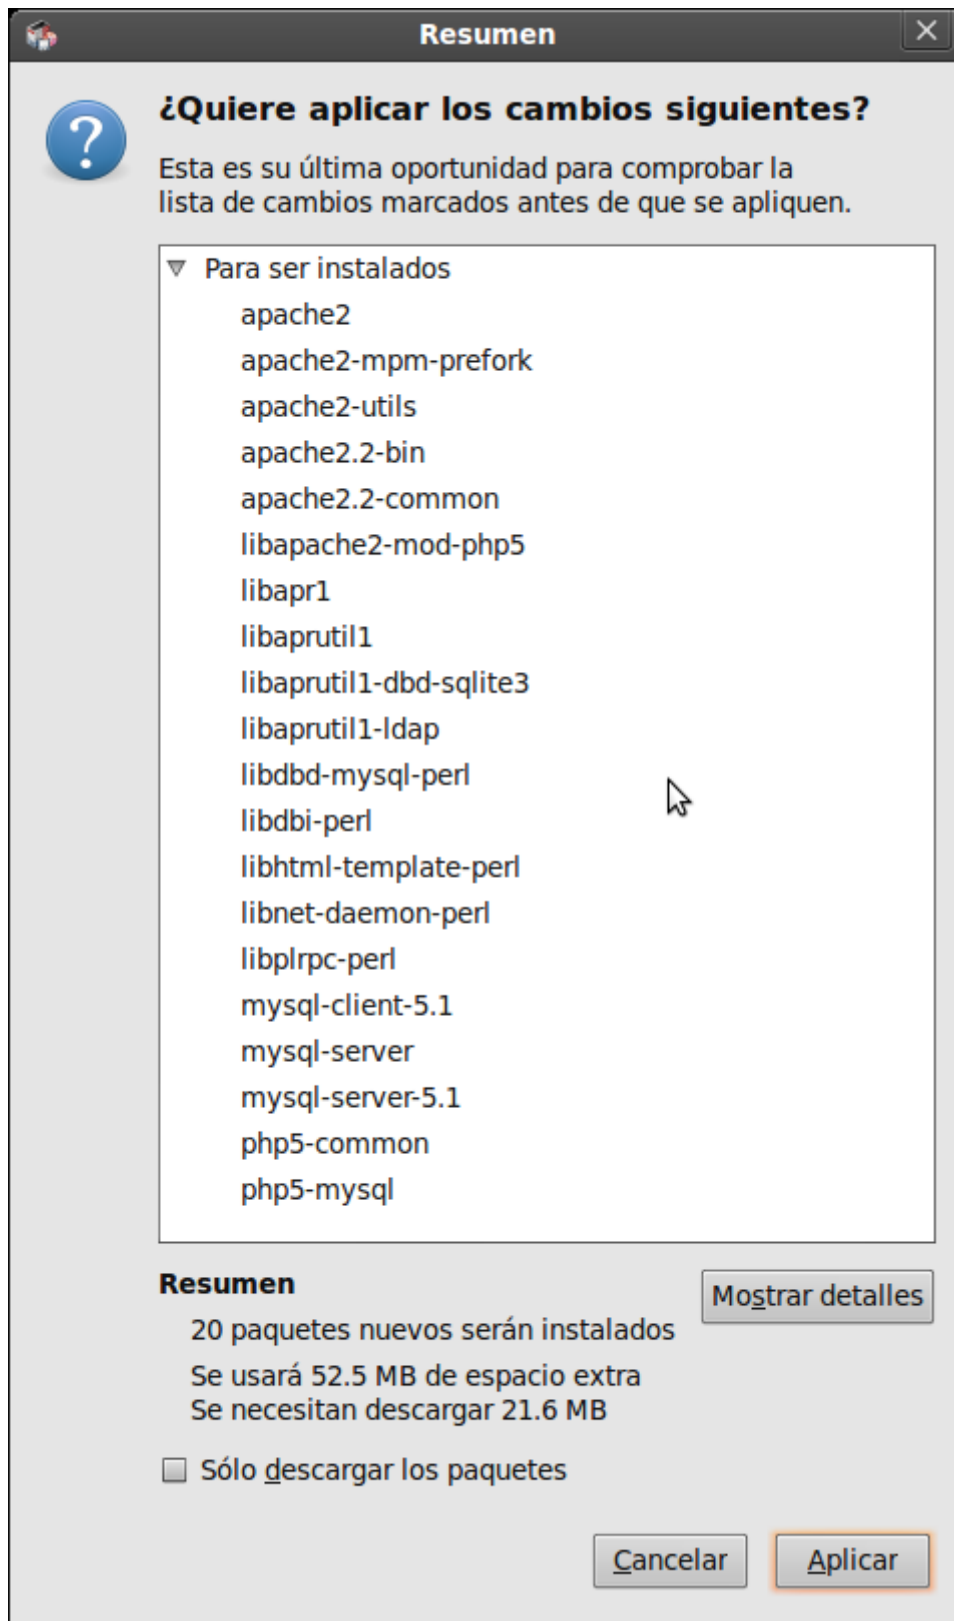 Resumen
¿Quiere aplicar los cambios siguientes?
Esta es su última oportunidad para comprobar la
lista de cambios marcados antes de que se apliquen.
Para ser instalados
apache2
apache2-mpm-prefork
apache2-utils
apache2.2-bin
apache2.2-common
libapache2-mod-php5
libapr1
libaprutil1
libaprutil1-dbd-sqlite3
libaprutil1-ldap
libdbd-mysql-perl
libdbi-perl
libhtml-template-perl
libnet-daemon-perl
libplrpc-perl
mysql-client-5.1
mysql-server
mysql-server-5.1
php5-common
php5-mysql
Resumen
Mostrar detalles
20 paquetes nuevos serán instalados
Se usará 52.5 MB de espacio extra
Se necesitan descargar 21.6 MB
Sólo descargar los paquetes
Cancelar
Aplicar